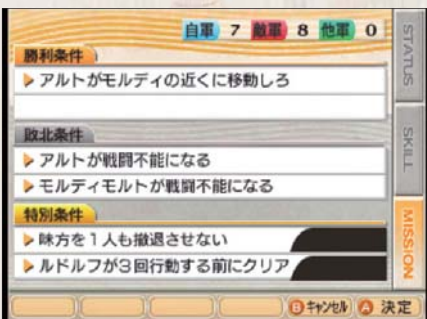 自軍 7 敵軍 8 他軍 0
勝利条件
アルトがモルディの近くに移動しろ
敗北条件
アルトが戦闘不能になる
モルディモルトが戦闘不能になる
特別条件
味方を1人も撤退させない
ルドルフが3回行動する前にクリア
STATUS
SKILL
MISSION
B キャンセル A 決定